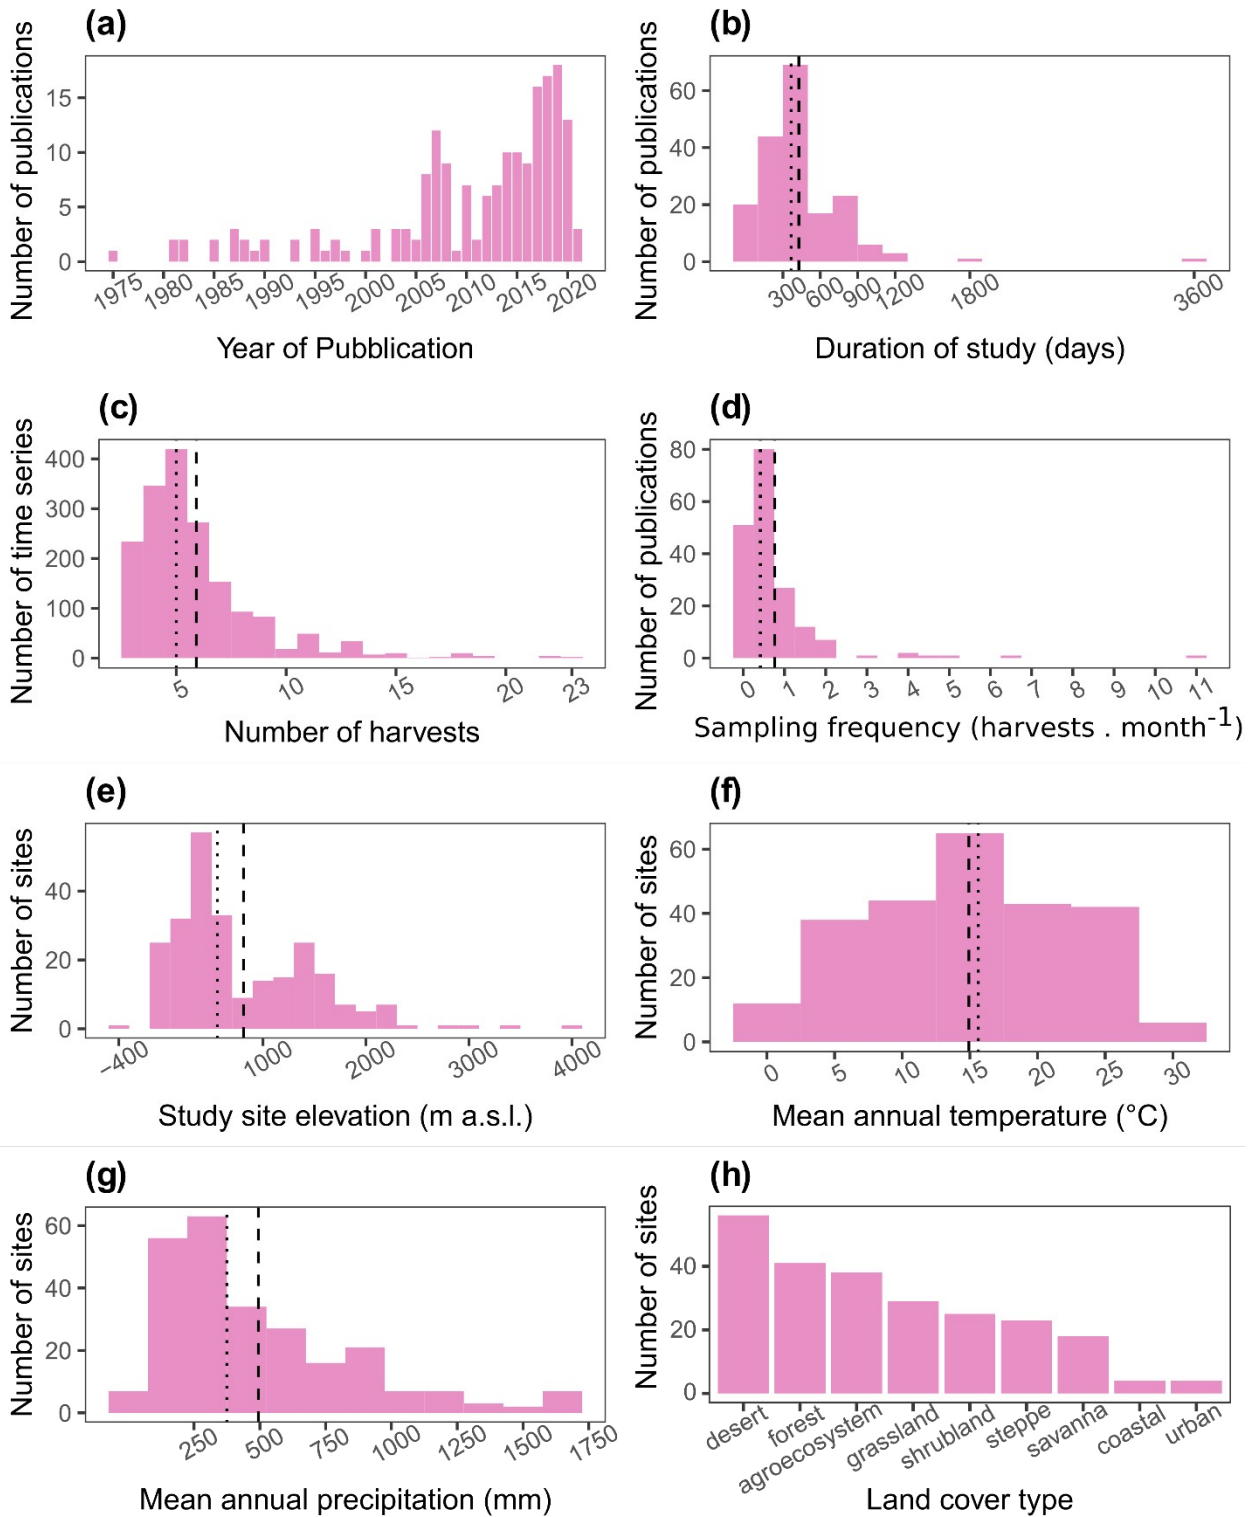 (a)
Number of publications
15
10
5
0
1975 1980 1985 1990 1995 2000 2005 2010 2015 2020
Year of Pubblication
(b)
Number of publications
60
40
20
0
300 600 900 1200 1800 3600
Duration of study (days)
(c)
Number of time series
400
300
200
100
0
5 10 15 20 23
Number of harvests
(d)
Number of publications
80
60
40
20
0
0 1 2 3 4 5 6 7 8 9 10 11
Sampling frequency (harvests . month-1)
(e)
Number of sites
40
20
0
−400 1000 2000 3000 4000
Study site elevation (m a.s.l.)
(f)
Number of sites
60
40
20
0
0 5 10 15 20 25 30
Mean annual temperature (°C)
(g)
Number of sites
60
40
20
0
250 500 750 1000 1250 1500 1750
Mean annual precipitation (mm)
(h)
Number of sites
40
20
0
desert forest agroecosystem grassland shrubland steppe savanna coastal urban
Land cover type